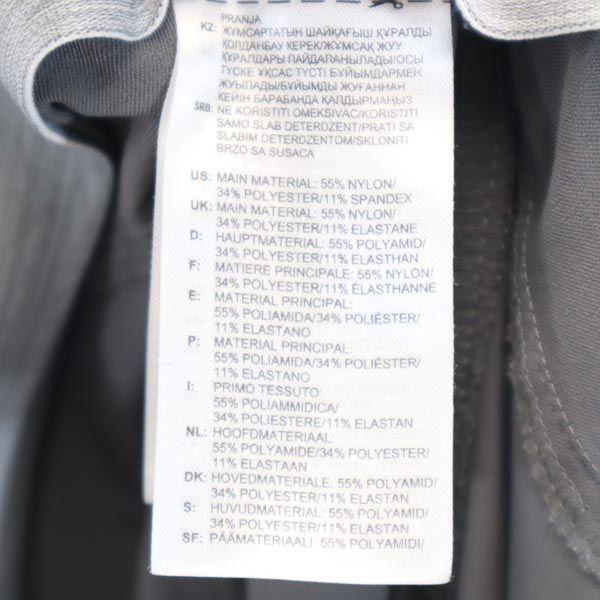 PRANJA
KZ: ЖҰМСАРТАТЫН ШАЙҚАҒЫШ ҚҰРАЛДЫ
ҚОЛДАНБАУ КЕРЕК/ЖҰМСАҚ ЖУУ
ҚҰРАЛДАРЫ ПАЙДАПАНЫЛАДЫ/ОСЫ
ТҮСКЕ ҰҚСАС ТҮСТІ БҰЙЫМДАРМЕН
ЖУЫЛАДЫ/БҰЙЫМДЫ ЖУҒАННАН
КЕЙІН БАРАБАНДА ҚАЛДЫРМАҢЫЗ
SRB: NE KORISTITI OMEKSIVAC/KORISTITI
SAMO SLAB DETERDZENT/PRATI SA
SLABIM DETERDZENTOM/SKLONITI
BRZO SA SUSACA
US: MAIN MATERIAL: 55% NYLON/
34% POLYESTER/11% SPANDEX
UK: MAIN MATERIAL: 55% NYLON/
34% POLYESTER/11% ELASTANE
D: HAUPTMATERIAL: 55% POLYAMID/
34% POLYESTER/11% ELASTHAN
F: MATIERE PRINCIPALE: 55% NYLON/
34% POLYESTER/11% ÉLASTHANNE
E: MATERIAL PRINCIPAL:
55% POLIAMIDA/34% POLIÉSTER/
11% ELASTANO
P: MATERIAL PRINCIPAL:
55% POLIAMIDA/34% POLIÉSTER/
11% ELASTANO
I: PRIMO TESSUTO:
55% POLIAMMIDICA/
34% POLIESTERE/11% ELASTAN
NL: HOOFDMATERIAAL:
55% POLYAMIDE/34% POLYESTER/
11% ELASTAAN
DK: HOVEDMATERIALE: 55% POLYAMID/
34% POLYESTER/11% ELASTAN
S: HUVUDMATERIAL: 55% POLYAMID/
34% POLYESTER/11% ELASTAN
SF: PÄÄMATERIAALI: 55% POLYAMIDI/